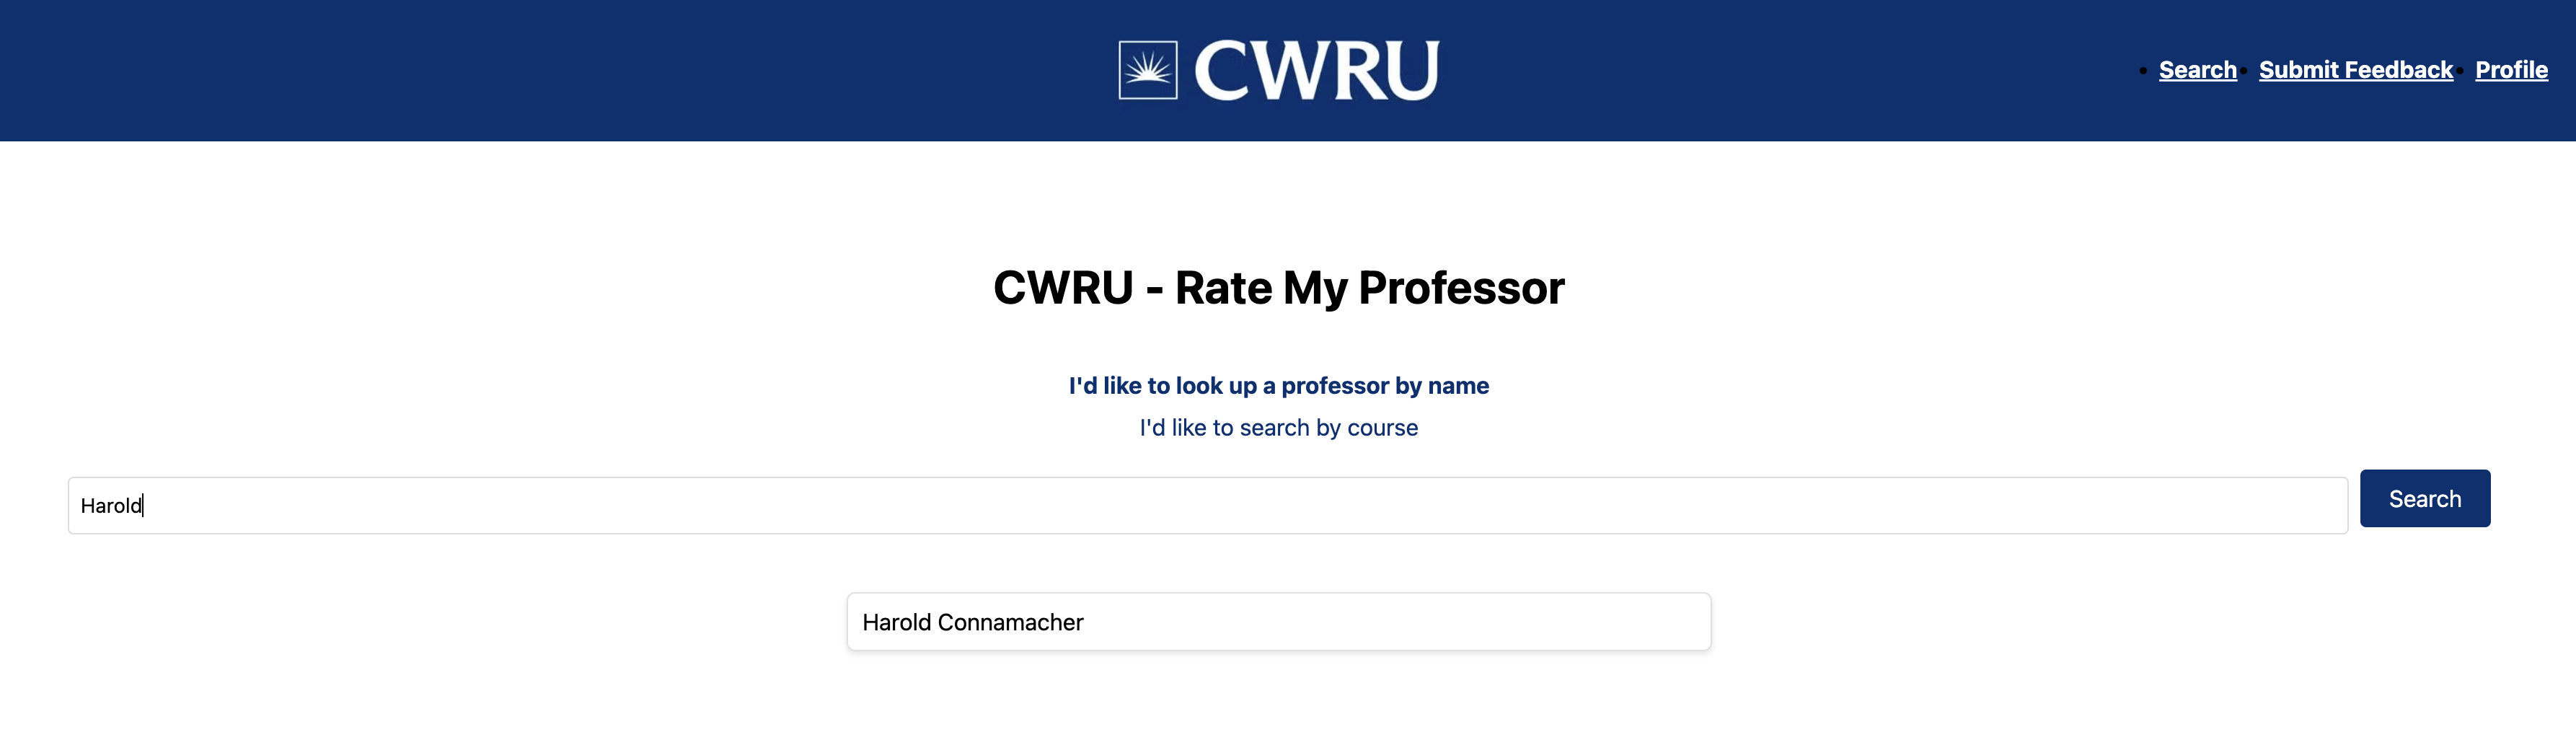 CWRU
Search
Submit Feedback
Profile
CWRU - Rate My Professor
I'd like to look up a professor by name
I'd like to search by course
Harold
Search
Harold Connamacher